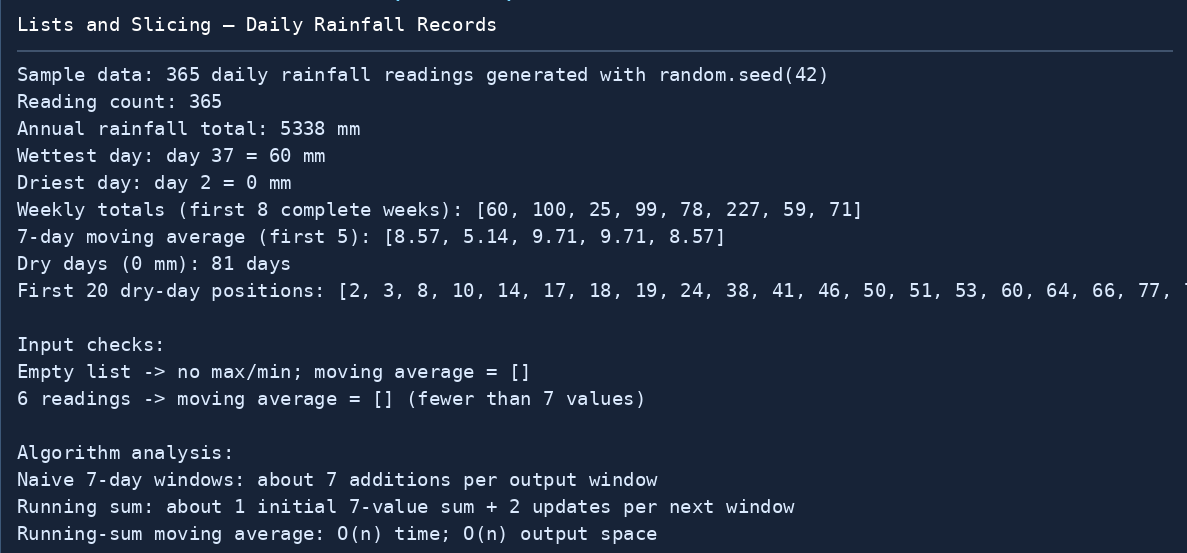 Lists and Slicing — Daily Rainfall Records
Sample data: 365 daily rainfall readings generated with random.seed(42)
Reading count: 365
Annual rainfall total: 5338 mm
Wettest day: day 37 = 60 mm
Driest day: day 2 = 0 mm
Weekly totals (first 8 complete weeks): [60, 100, 25, 99, 78, 227, 59, 71]
7-day moving average (first 5): [8.57, 5.14, 9.71, 9.71, 8.57]
Dry days (0 mm): 81 days
First 20 dry-day positions: [2, 3, 8, 10, 14, 17, 18, 19, 24, 38, 41, 46, 50, 51, 53, 60, 64, 66, 77,
Input checks:
Empty list -> no max/min; moving average = []
6 readings -> moving average = [] (fewer than 7 values)
Algorithm analysis:
Naive 7-day windows: about 7 additions per output window
Running sum: about 1 initial 7-value sum + 2 updates per next window
Running-sum moving average: O(n) time; O(n) output space